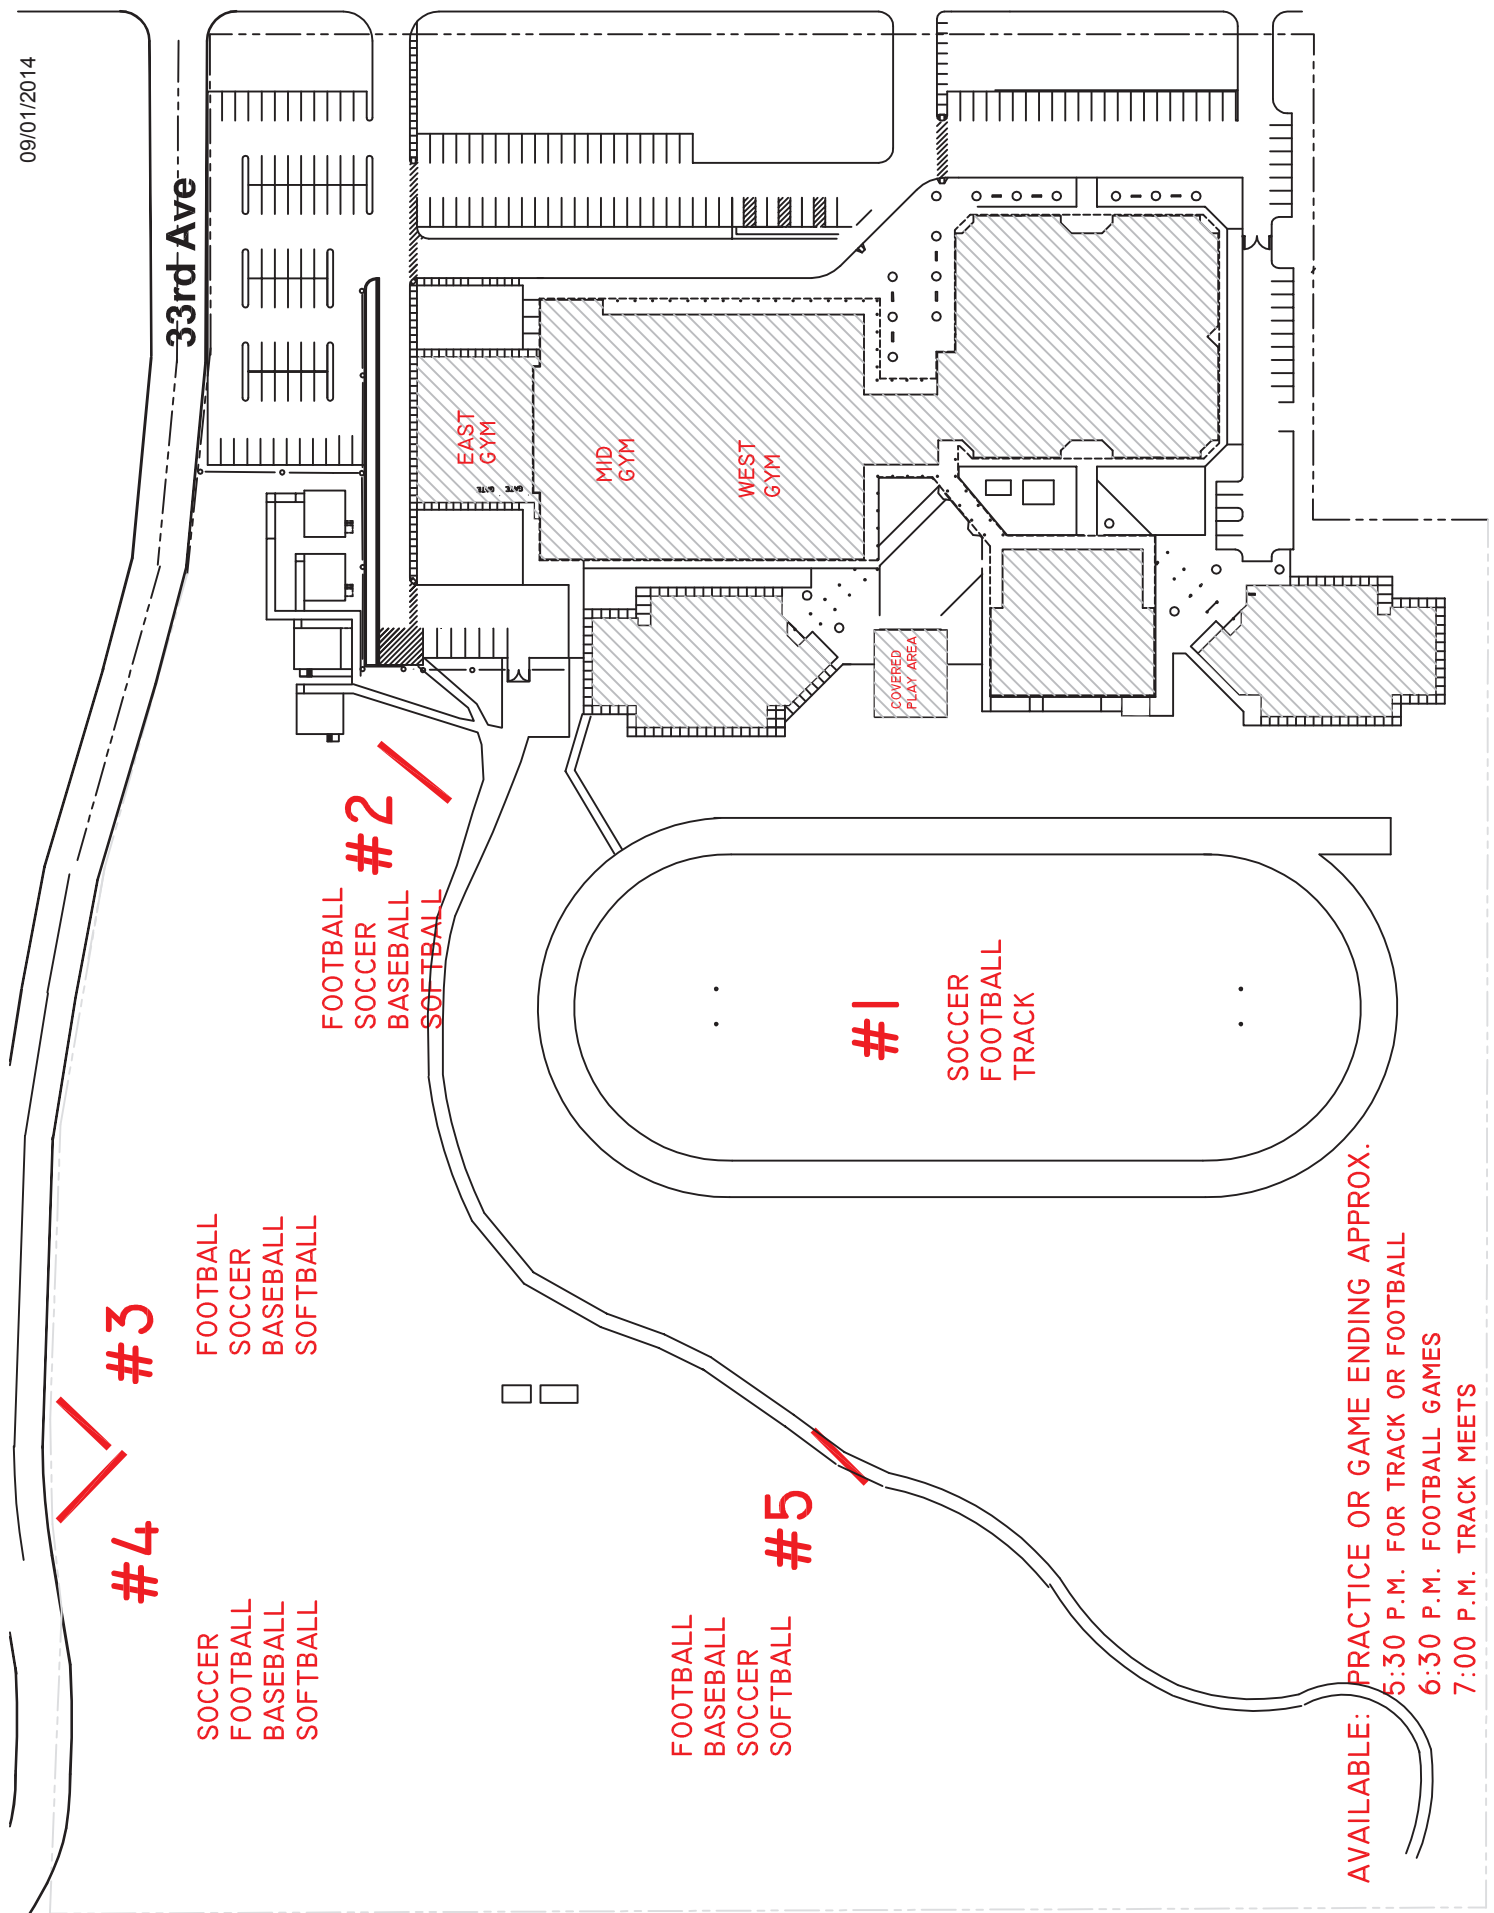 09/01/2014
33rd Ave
EAST
GYM
MID
GYM
WEST
GYM
GATE
GATE
COVERED
PLAY AREA
#2
FOOTBALL
SOCCER
BASEBALL
SOFTBALL
#1
SOCCER
FOOTBALL
TRACK
#3
FOOTBALL
SOCCER
BASEBALL
SOFTBALL
#4
SOCCER
FOOTBALL
BASEBALL
SOFTBALL
#5
FOOTBALL
BASEBALL
SOCCER
SOFTBALL
AVAILABLE: PRACTICE OR GAME ENDING APPROX.
5:30 P.M. FOR TRACK OR FOOTBALL
6:30 P.M. FOOTBALL GAMES
7:00 P.M. TRACK MEETS